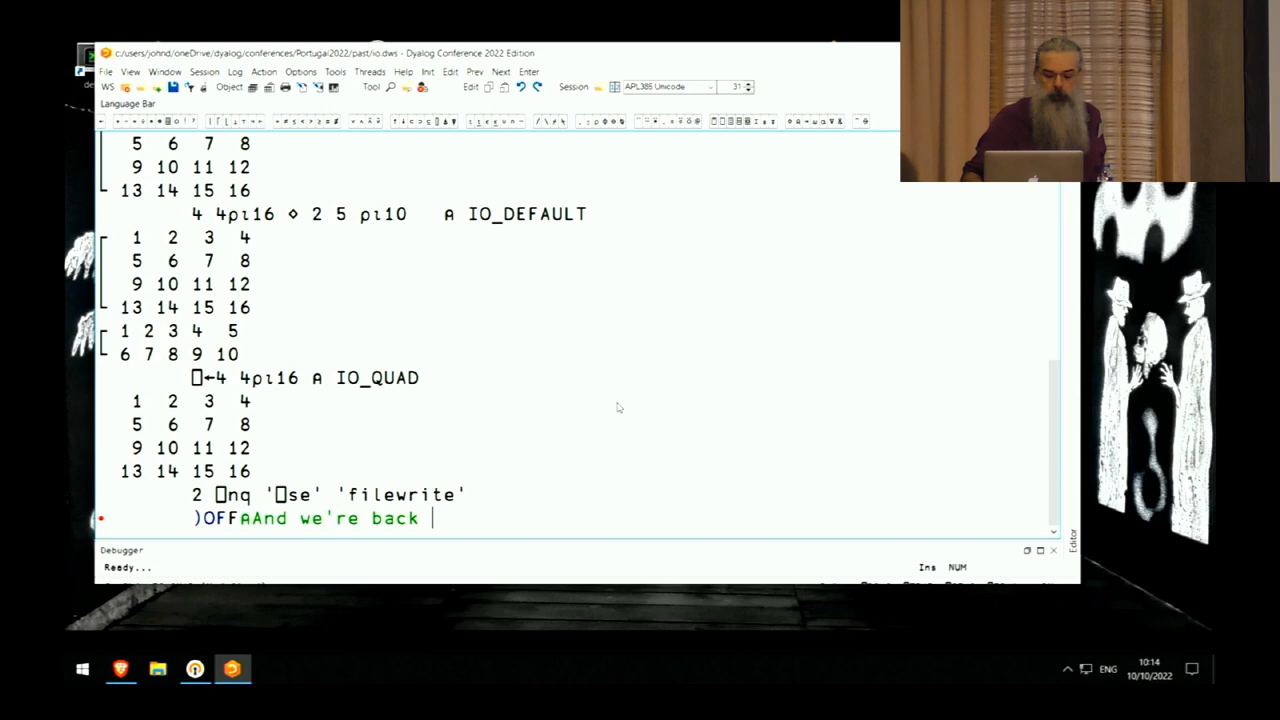 c:/users/johnd/oneDrive/dyalog/conferences/Portugal2022/past/io.dws - Dyalog Conference 2022 Edition
File View Window Session Log Action Options Tools Threads Help Init Edit Prev Next Enter
WS Object Tool Edit Session APL385 Unicode 31
Language Bar
5 6 7 8
9 10 11 12
13 14 15 16
4 4⍴⍳16 ⋄ 2 5 ⍴⍳10 ⍝ IO_DEFAULT
1 2 3 4
5 6 7 8
9 10 11 12
13 14 15 16
1 2 3 4 5
6 7 8 9 10
⎕←4 4⍴⍳16 ⍝ IO_QUAD
1 2 3 4
5 6 7 8
9 10 11 12
13 14 15 16
2 ⎕nq '⎕se' 'filewrite'
)OFF⍝And we're back
Debugger
Editor
Ready...
Ins NUM
ENG
10:14
10/10/2022